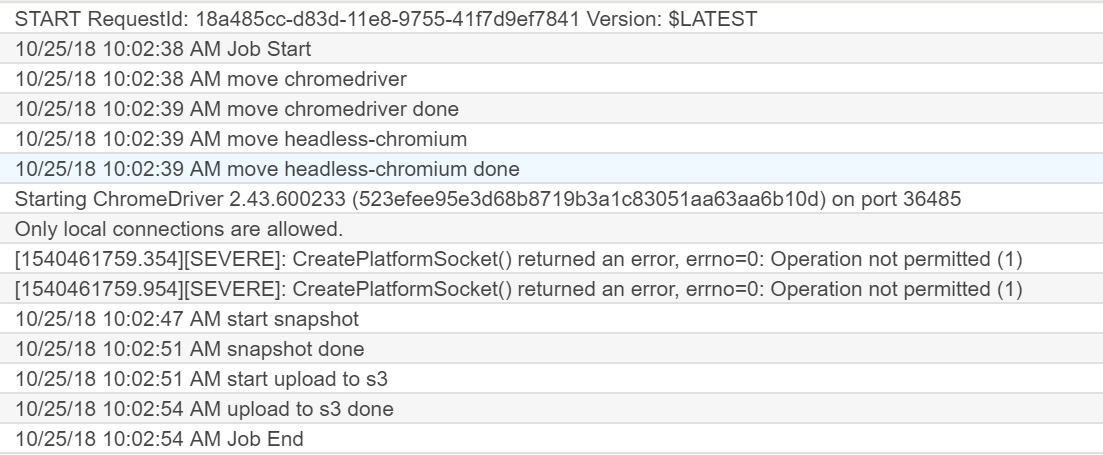 START RequestId: 18a485cc-d83d-11e8-9755-41f7d9ef7841 Version: $LATEST
10/25/18 10:02:38 AM Job Start
10/25/18 10:02:38 AM move chromedriver
10/25/18 10:02:39 AM move chromedriver done
10/25/18 10:02:39 AM move headless-chromium
10/25/18 10:02:39 AM move headless-chromium done
Starting ChromeDriver 2.43.600233 (523efee95e3d68b8719b3a1c83051aa63aa6b10d) on port 36485
Only local connections are allowed.
[1540461759.354][SEVERE]: CreatePlatformSocket() returned an error, errno=0: Operation not permitted (1)
[1540461759.954][SEVERE]: CreatePlatformSocket() returned an error, errno=0: Operation not permitted (1)
10/25/18 10:02:47 AM start snapshot
10/25/18 10:02:51 AM snapshot done
10/25/18 10:02:51 AM start upload to s3
10/25/18 10:02:54 AM upload to s3 done
10/25/18 10:02:54 AM Job End